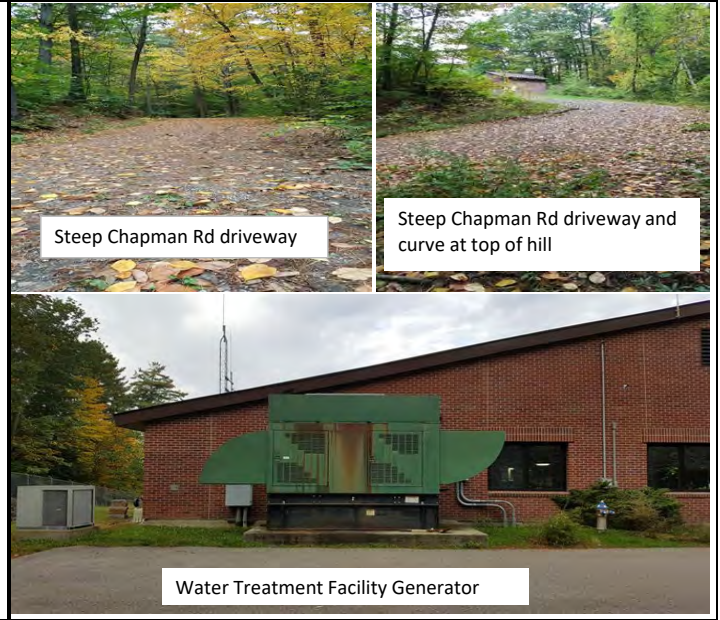 Steep Chapman Rd driveway
Steep Chapman Rd driveway and
curve at top of hill
Water Treatment Facility Generator